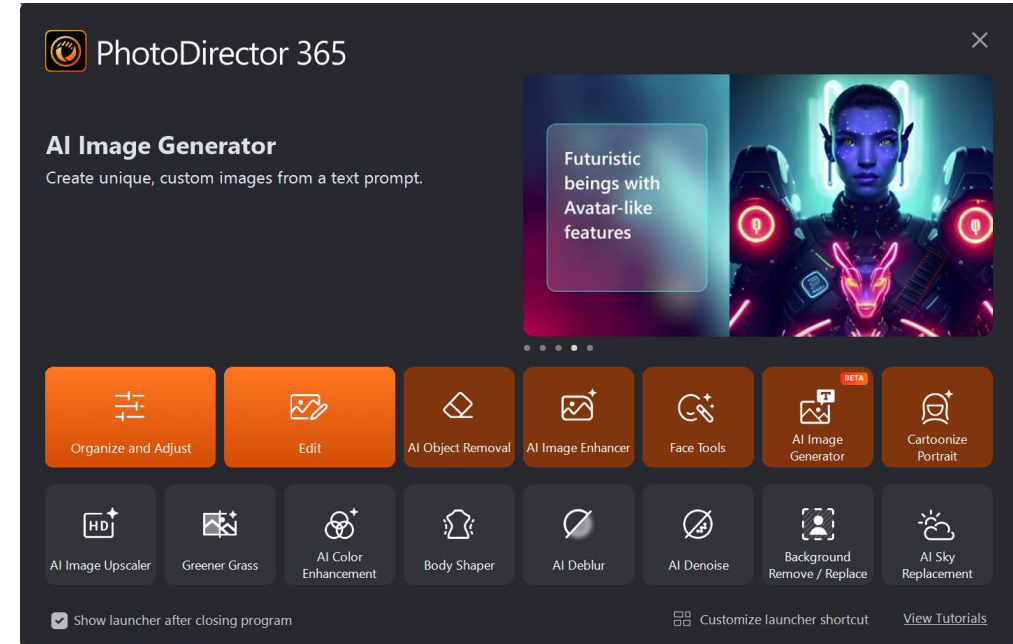 PhotoDirector 365
AI Image Generator
Create unique, custom images from a text prompt.
Futuristic
beings with
Avatar-like
features
Organize and Adjust
Edit
AI Object Removal
AI Image Enhancer
Face Tools
BETA
T
AI Image
Generator
Cartoonize
Portrait
HD
AI Image Upscaler
Greener Grass
AI Color
Enhancement
Body Shaper
AI Deblur
AI Denoise
Background
Remove / Replace
AI Sky
Replacement
Show launcher after closing program
Customize launcher shortcut
View Tutorials